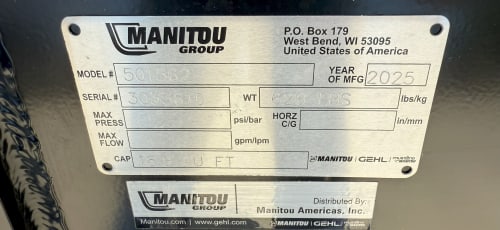 MANITOU
GROUP
P.O. Box 179
West Bend, WI 53095
United States of America
MODEL #
YEAR OF MFG 2025
SERIAL #
WT LBS lbs/kg
MAX PRESS psi/bar
HORZ C/G in/mm
MAX FLOW gpm/lpm
CAP FT
MANITOU GEHL
MANITOU
GROUP
Distributed By:
Manitou Americas, Inc.
Manitou.com | www.gehl.com
MANITOU GEHL